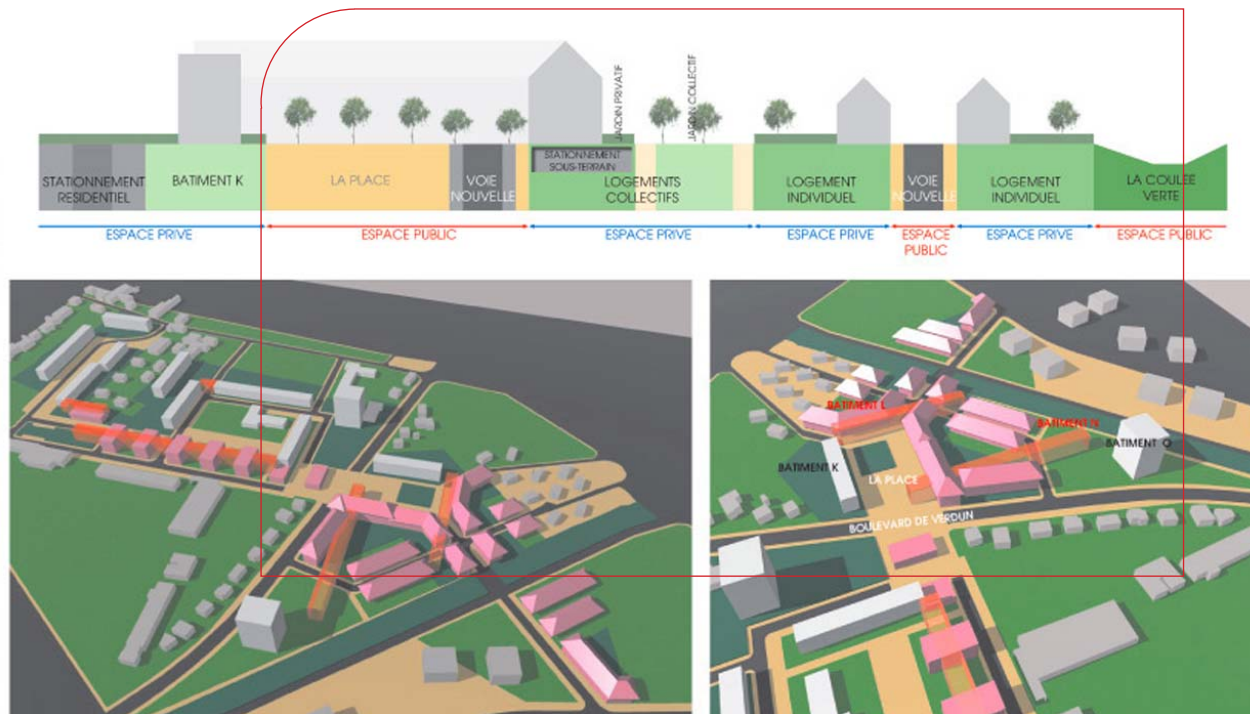 JARDIN PRIVATIF
JARDIN COLLECTIF
STATIONNEMENT
RESIDENTIEL
BATIMENT K
LA PLACE
VOIE
NOUVELLE
STATIONNEMENT
SOUS-TERRAIN
LOGEMENTS
COLLECTIFS
LOGEMENT
INDIVIDUEL
VOIE
NOUVELLE
LOGEMENT
INDIVIDUEL
LA COULEE
VERTE
ESPACE PRIVE
ESPACE PUBLIC
ESPACE PRIVE
ESPACE PRIVE
ESPACE
PUBLIC
ESPACE PRIVE
ESPACE PUBLIC
BATIMENT L
BATIMENT N
BATIMENT O
BATIMENT K
LA PLACE
BOULEVARD DE VERDUN